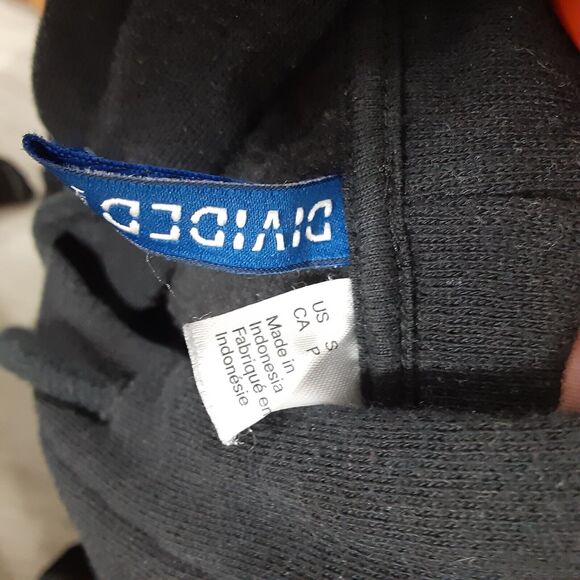 DIVIDED
US S
CA P
Made in
Indonesia
Fabriqué en
Indonésie